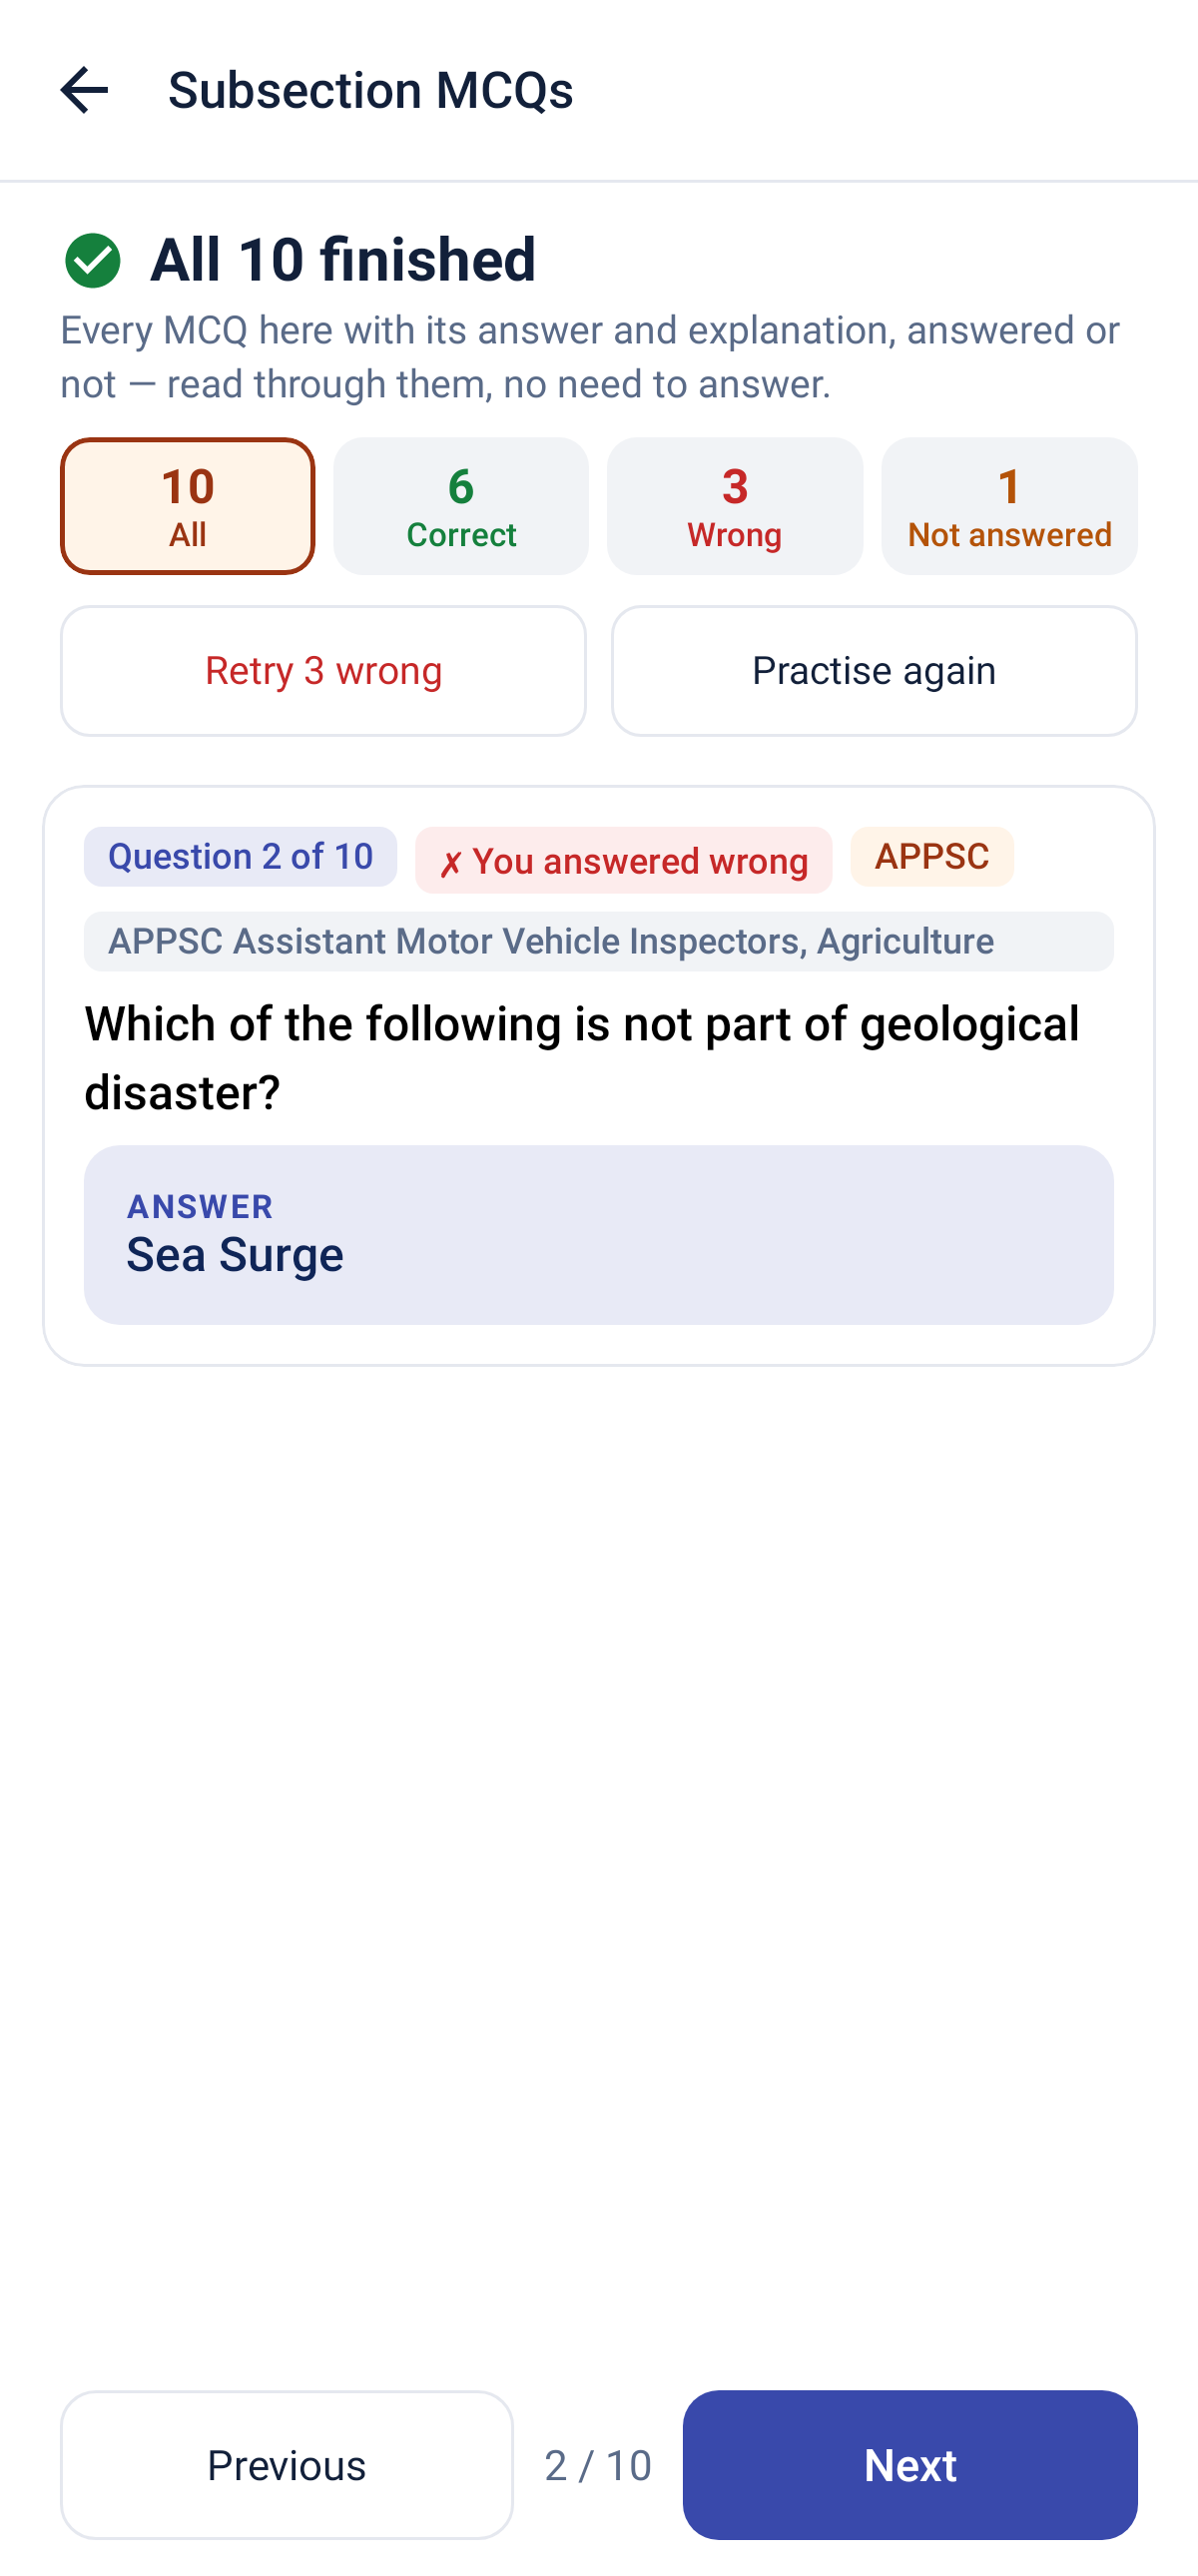 Subsection MCQs
All 10 finished
Every MCQ here with its answer and explanation, answered or
not — read through them, no need to answer.
10
All
6
Correct
3
Wrong
1
Not answered
Retry 3 wrong
Practise again
Question 2 of 10
✗ You answered wrong
APPSC
APPSC Assistant Motor Vehicle Inspectors, Agriculture
Which of the following is not part of geological
disaster?
ANSWER
Sea Surge
Previous
2 / 10
Next